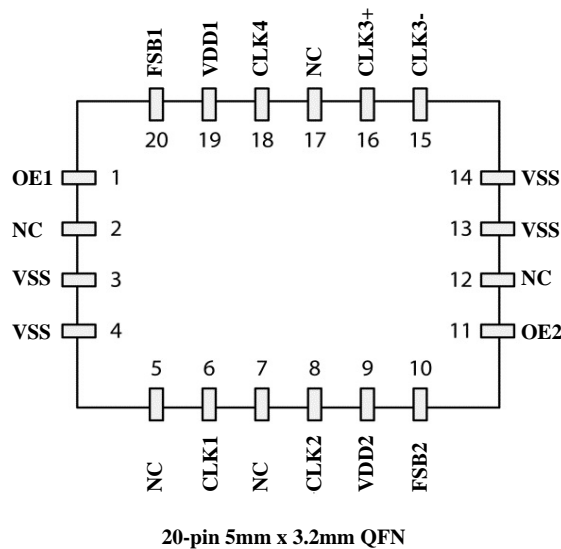 FSB1 VDD1 CLK4 NC CLK3+ CLK3-
20 19 18 17 16 15
OE1 1 14 VSS
NC 2 13 VSS
VSS 3 12 NC
VSS 4 11 OE2
5 6 7 8 9 10
NC CLK1 NC CLK2 VDD2 FSB2
20-pin 5mm x 3.2mm QFN